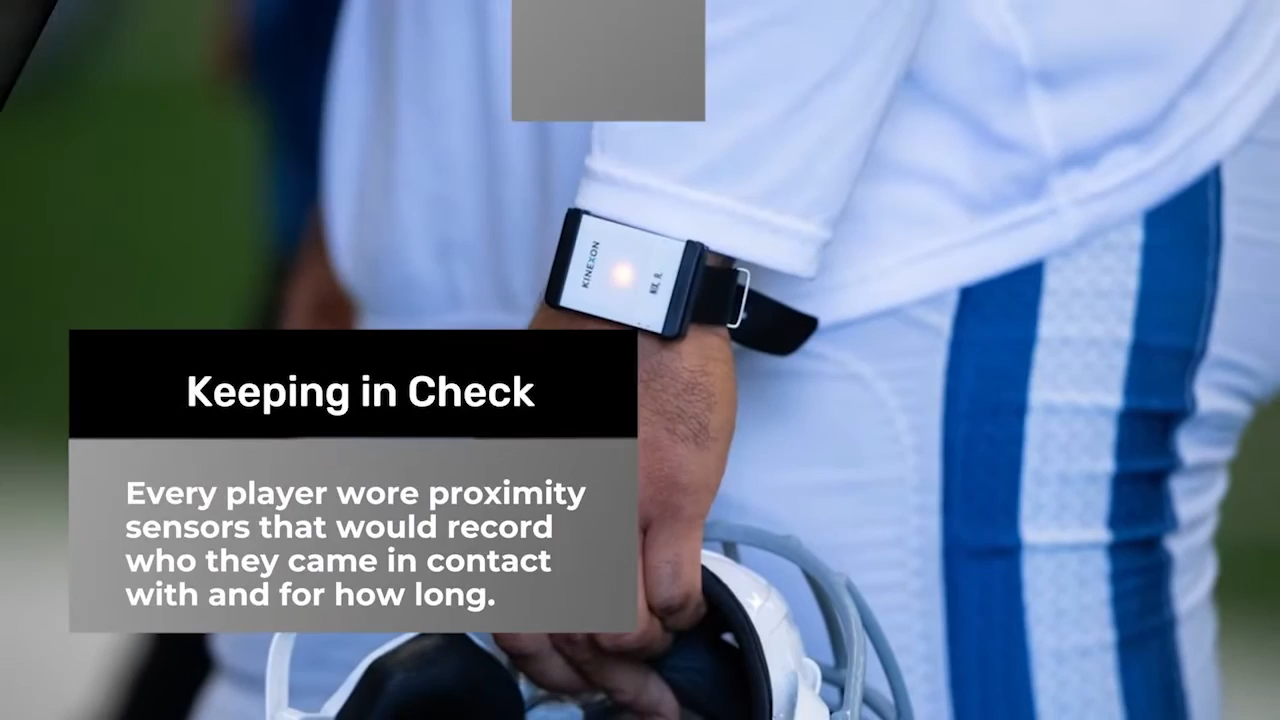 KINEXON
Keeping in Check
Every player wore proximity
sensors that would record
who they came in contact
with and for how long.